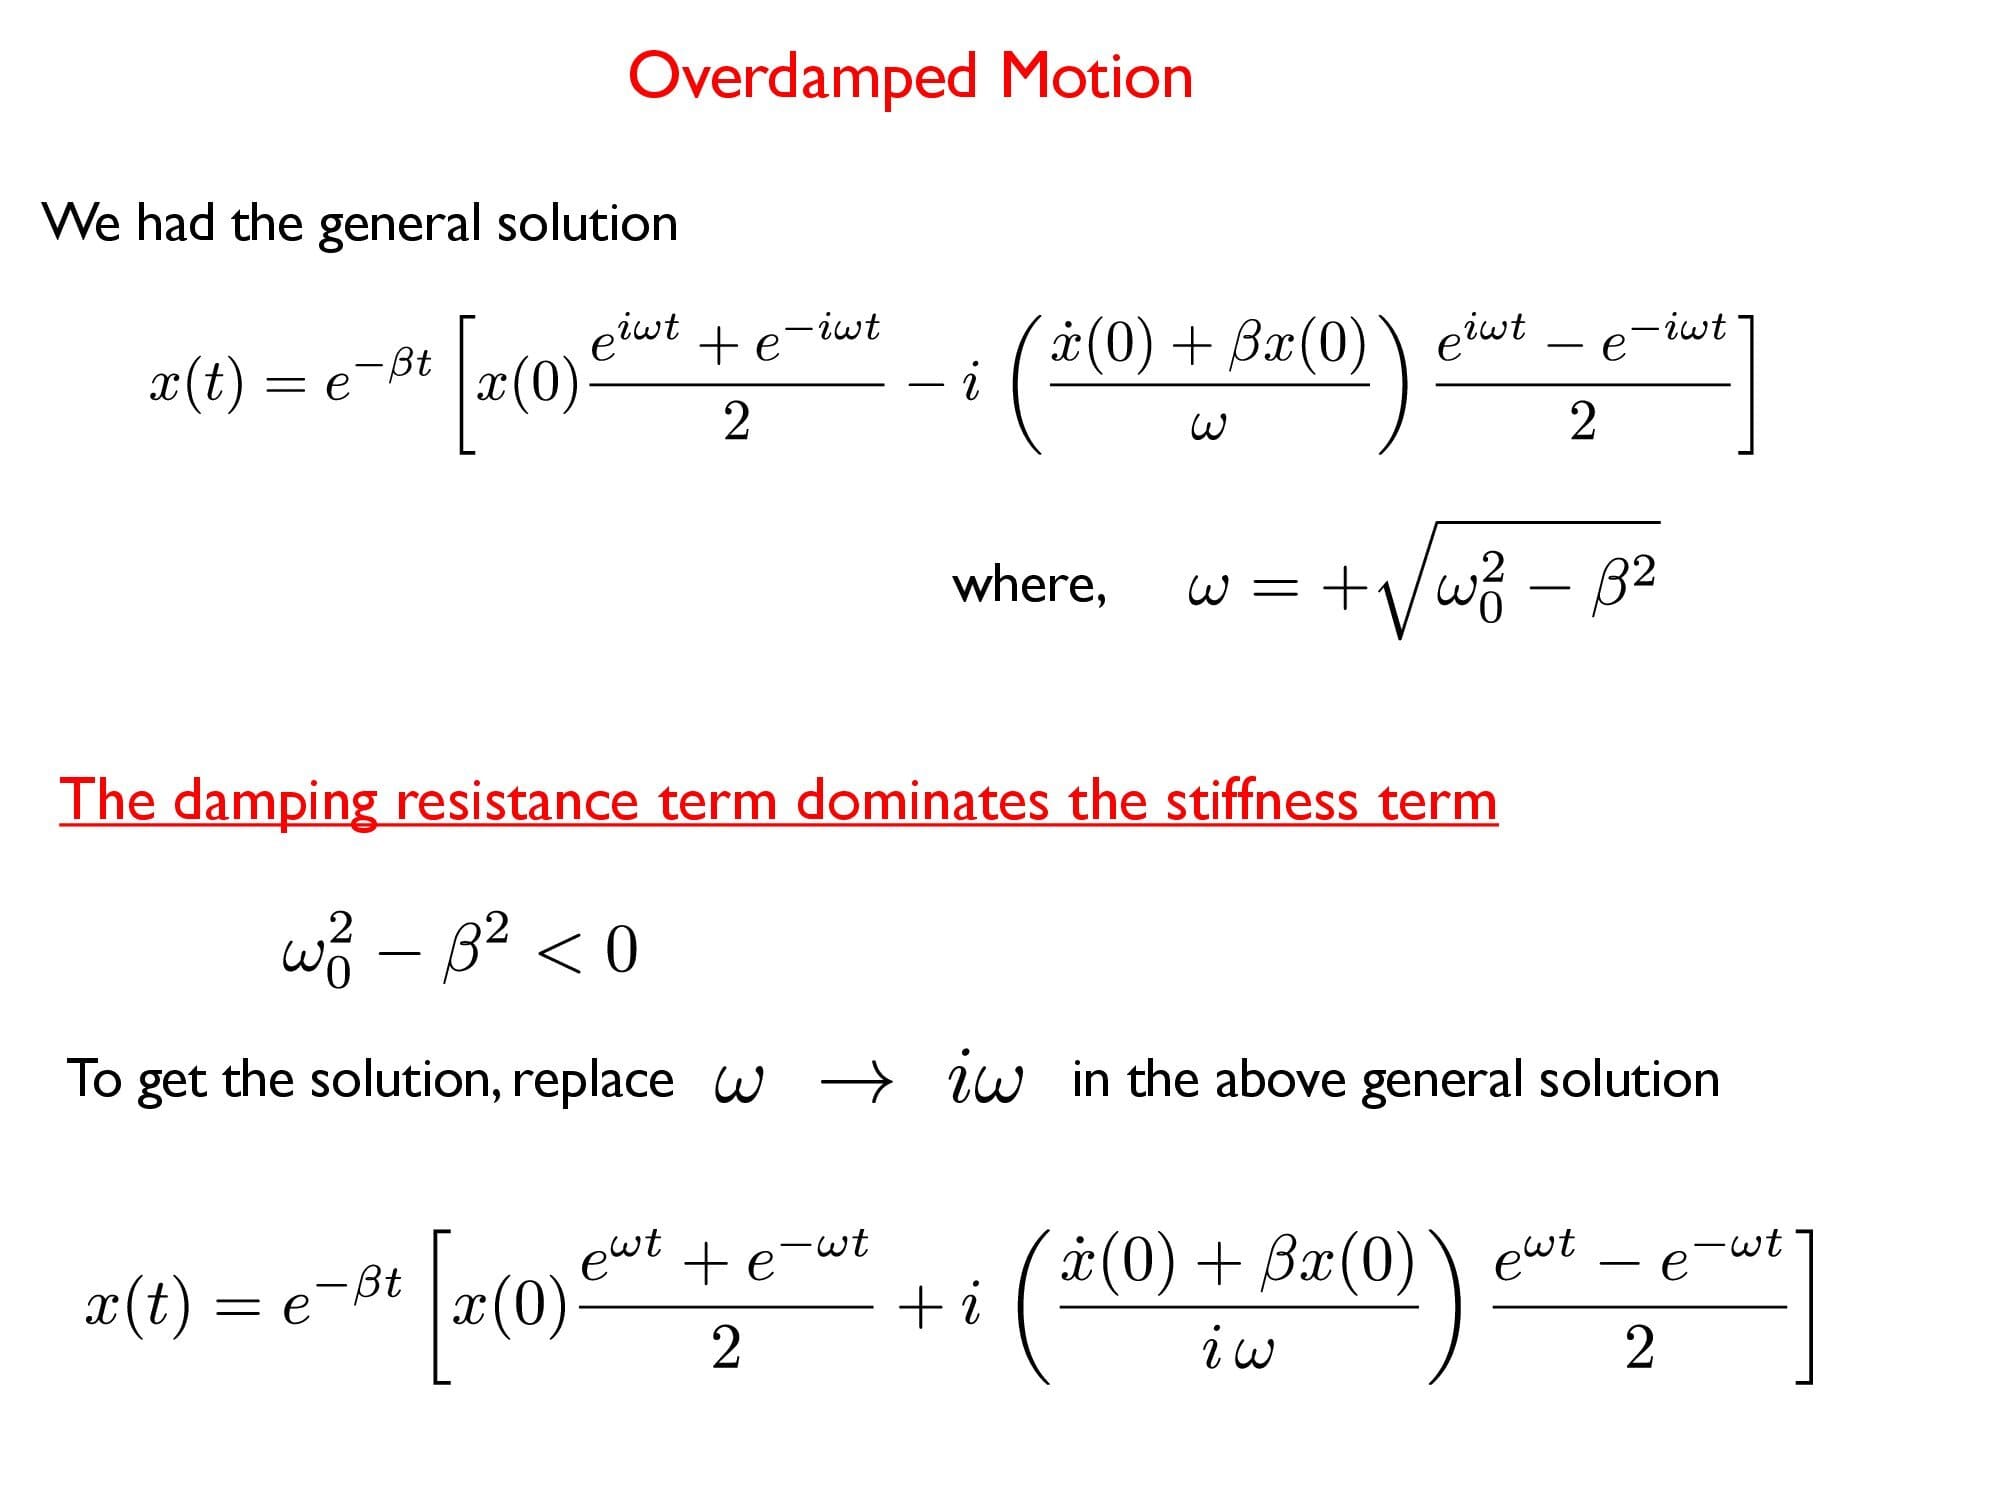 Overdamped Motion
We had the general solution
$x(t) = e^{-\beta t} \left[ x(0) \frac{e^{i\omega t} + e^{-i\omega t}}{2} - i \left( \frac{\dot{x}(0) + \beta x(0)}{\omega} \right) \frac{e^{i\omega t} - e^{-i\omega t}}{2} \right]$
where, $\omega = +\sqrt{\omega_0^2 - \beta^2}$
The damping resistance term dominates the stiffness term
$\omega_0^2 - \beta^2 < 0$
To get the solution, replace $\omega \rightarrow i\omega$ in the above general solution
$x(t) = e^{-\beta t} \left[ x(0) \frac{e^{\omega t} + e^{-\omega t}}{2} + i \left( \frac{\dot{x}(0) + \beta x(0)}{i\,\omega} \right) \frac{e^{\omega t} - e^{-\omega t}}{2} \right]$